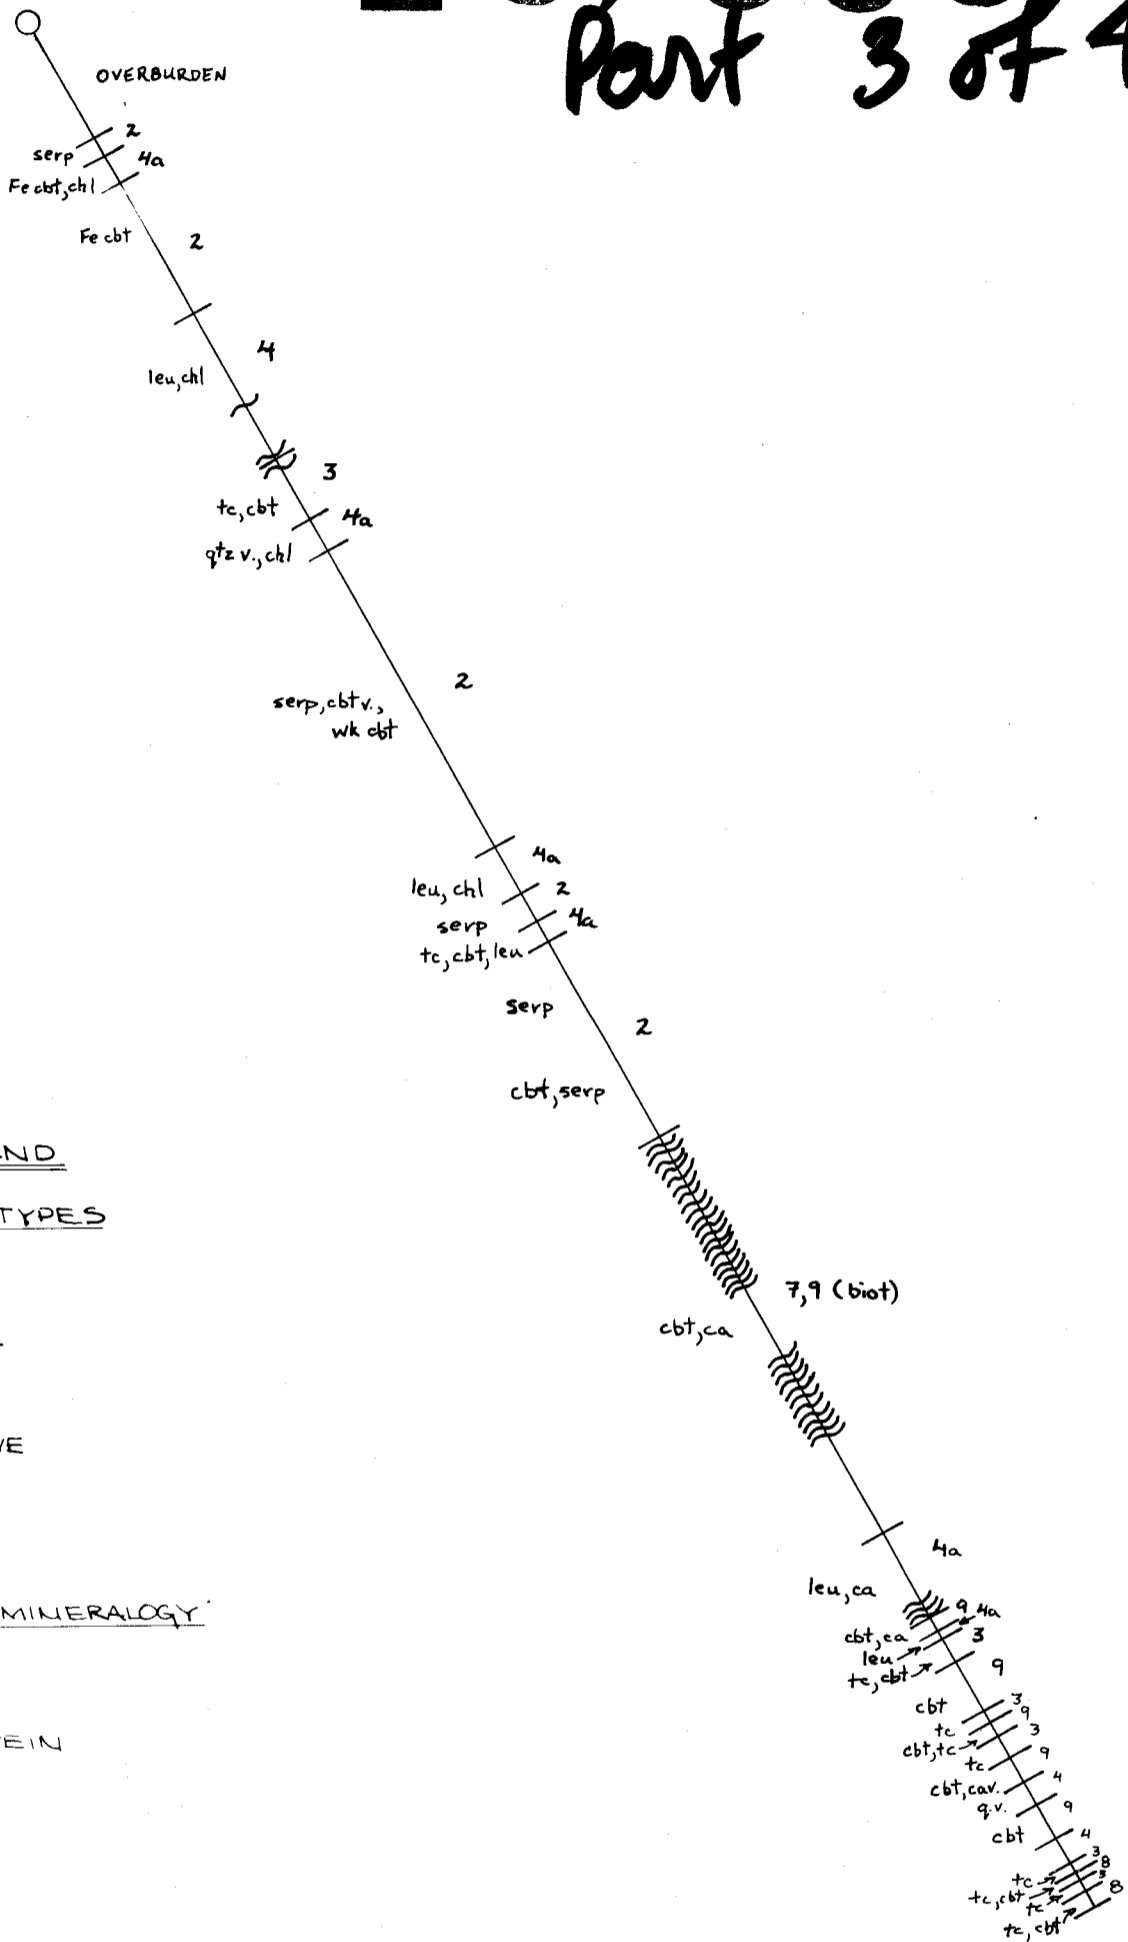 Part 3 of 4
OVERBURDEN
2
serp
4a
Fe cbt, chl
Fe cbt
2
4
leu, chl
3
tc, cbt
4a
qtz v., chl
2
serp, cbt v.,
wk cbt
4a
leu, chl
2
serp
4a
tc, cbt, leu
serp
2
cbt, serp
ND
TYPES
7,9 (biot)
cbt, ca
VE
4a
leu, ca
9
4a
MINERALOGY
cbt, ca
3
leu
tc, cbt
9
cbt
3
9
tc
3
EIN
cbt, tc
9
tc
4
cbt, cav.
9
q.v.
4
cbt
3
8
tc
3
8
tc, cbt
tc
tc, cbt